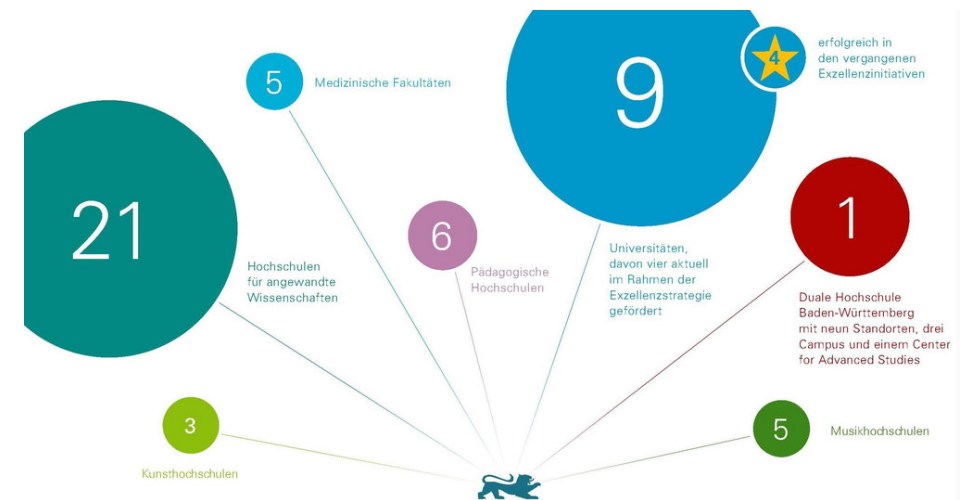 5
Medizinische Fakultäten
9
4
erfolgreich in
den vergangenen
Exzellenzinitiativen
21
Hochschulen
für angewandte
Wissenschaften
6
Pädagogische
Hochschulen
Universitäten,
davon vier aktuell
im Rahmen der
Exzellenzstrategie
gefördert
1
Duale Hochschule
Baden-Württemberg
mit neun Standorten, drei
Campus und einem Center
for Advanced Studies
3
Kunsthochschulen
5
Musikhochschulen